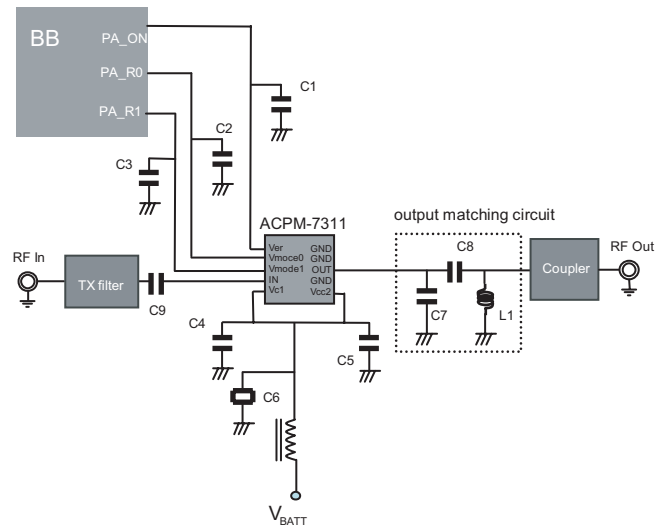 BB
PA_ON
PA_R0
PA_R1
C1
C2
C3
ACPM-7311
Ver
Vmoce0
Vmode1
IN
Vc1
GND
GND
OUT
GND
Vcc2
output matching circuit
C8
C7
L1
Coupler
RF Out
RF In
TX filter
C9
C4
C5
C6
VBATT